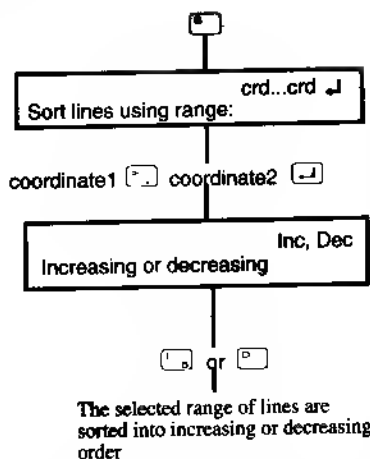 crd...crd ↵
Sort lines using range:
coordinate1 . coordinate2 ↵
Inc, Dec
Increasing or decreasing
I or D
The selected range of lines are
sorted into increasing or decreasing
order